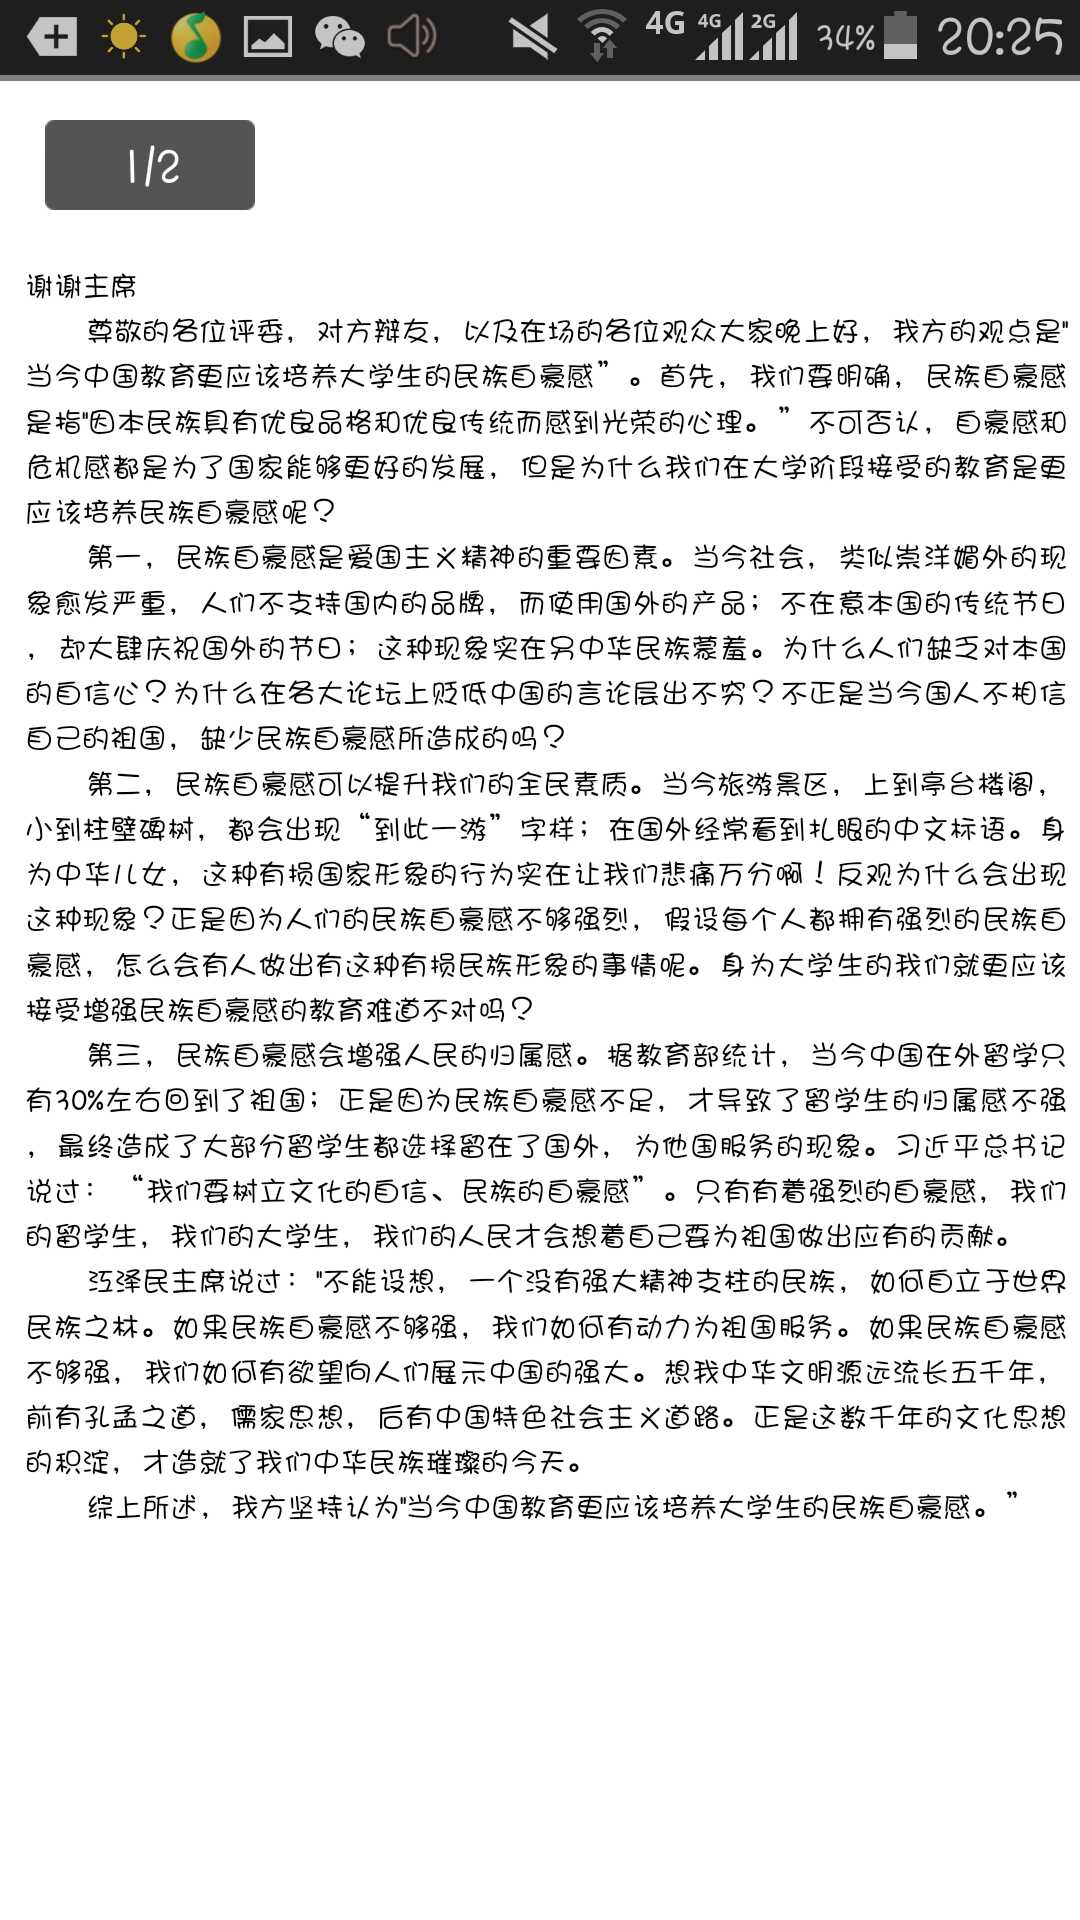 4G 4G 2G 34% 20:25
1/2
谢谢主席
尊敬的各位评委，对方辩友，以及在场的各位观众大家晚上好，我方的观点是"
当今中国教育更应该培养大学生的民族自豪感”。首先，我们要明确，民族自豪感
是指"因本民族具有优良品格和优良传统而感到光荣的心理。”不可否认，自豪感和
危机感都是为了国家能够更好的发展，但是为什么我们在大学阶段接受的教育是更
应该培养民族自豪感呢？
第一，民族自豪感是爱国主义精神的重要因素。当今社会，类似崇洋媚外的现
象愈发严重，人们不支持国内的品牌，而使用国外的产品；不在意本国的传统节日
，却大肆庆祝国外的节日；这种现象实在另中华民族蒙羞。为什么人们缺乏对本国
的自信心？为什么在各大论坛上贬低中国的言论层出不穷？不正是当今国人不相信
自己的祖国，缺少民族自豪感所造成的吗？
第二，民族自豪感可以提升我们的全民素质。当今旅游景区，上到亭台楼阁，
小到柱壁碑树，都会出现“到此一游”字样；在国外经常看到扎眼的中文标语。身
为中华儿女，这种有损国家形象的行为实在让我们悲痛万分啊！反观为什么会出现
这种现象？正是因为人们的民族自豪感不够强烈，假设每个人都拥有强烈的民族自
豪感，怎么会有人做出有这种有损民族形象的事情呢。身为大学生的我们就更应该
接受增强民族自豪感的教育难道不对吗？
第三，民族自豪感会增强人民的归属感。据教育部统计，当今中国在外留学只
有30%左右回到了祖国；正是因为民族自豪感不足，才导致了留学生的归属感不强
，最终造成了大部分留学生都选择留在了国外，为他国服务的现象。习近平总书记
说过：“我们要树立文化的自信、民族的自豪感”。只有有着强烈的自豪感，我们
的留学生，我们的大学生，我们的人民才会想着自己要为祖国做出应有的贡献。
江泽民主席说过："不能设想，一个没有强大精神支柱的民族，如何自立于世界
民族之林。如果民族自豪感不够强，我们如何有动力为祖国服务。如果民族自豪感
不够强，我们如何有欲望向人们展示中国的强大。想我中华文明源远流长五千年，
前有孔孟之道，儒家思想，后有中国特色社会主义道路。正是这数千年的文化思想
的积淀，才造就了我们中华民族璀璨的今天。
综上所述，我方坚持认为"当今中国教育更应该培养大学生的民族自豪感。”